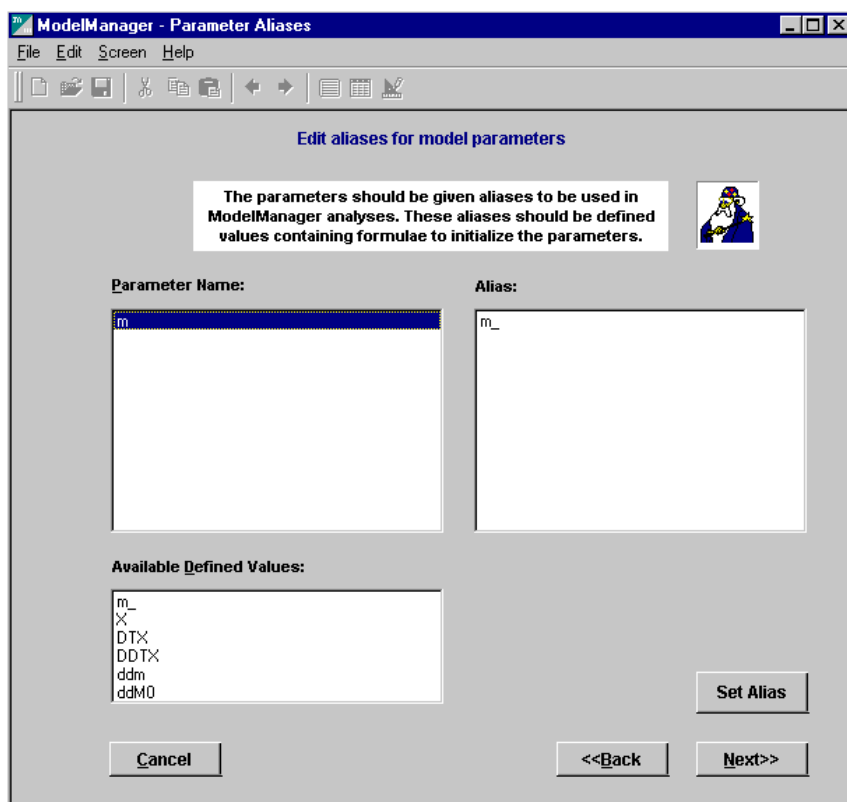 ModelManager - Parameter Aliases
File Edit Screen Help
Edit aliases for model parameters
The parameters should be given aliases to be used in
ModelManager analyses. These aliases should be defined
values containing formulae to initialize the parameters.
Parameter Name: Alias:
m m_
Available Defined Values:
m_
X
DTX
DDTX
ddm
ddM0
Set Alias
Cancel <<Back Next>>